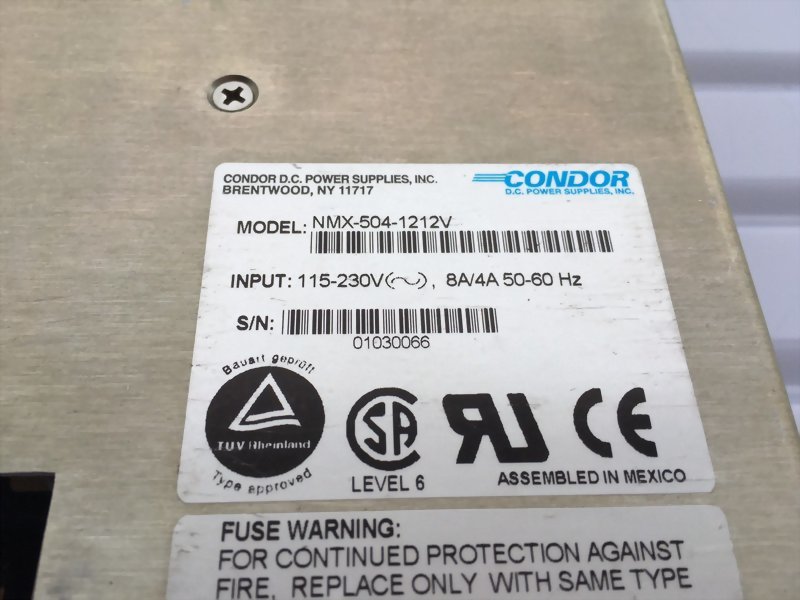 CONDOR D.C. POWER SUPPLIES, INC.
BRENTWOOD, NY 11717
CONDOR
D.C. POWER SUPPLIES, INC.
MODEL: NMX-504-1212V
INPUT: 115-230V(~), 8A/4A 50-60 Hz
S/N:
01030066
Bauart geprüft
TUV Rheinland
Type approved
SA
LEVEL 6
RU
CE
ASSEMBLED IN MEXICO
FUSE WARNING:
FOR CONTINUED PROTECTION AGAINST
FIRE, REPLACE ONLY WITH SAME TYPE